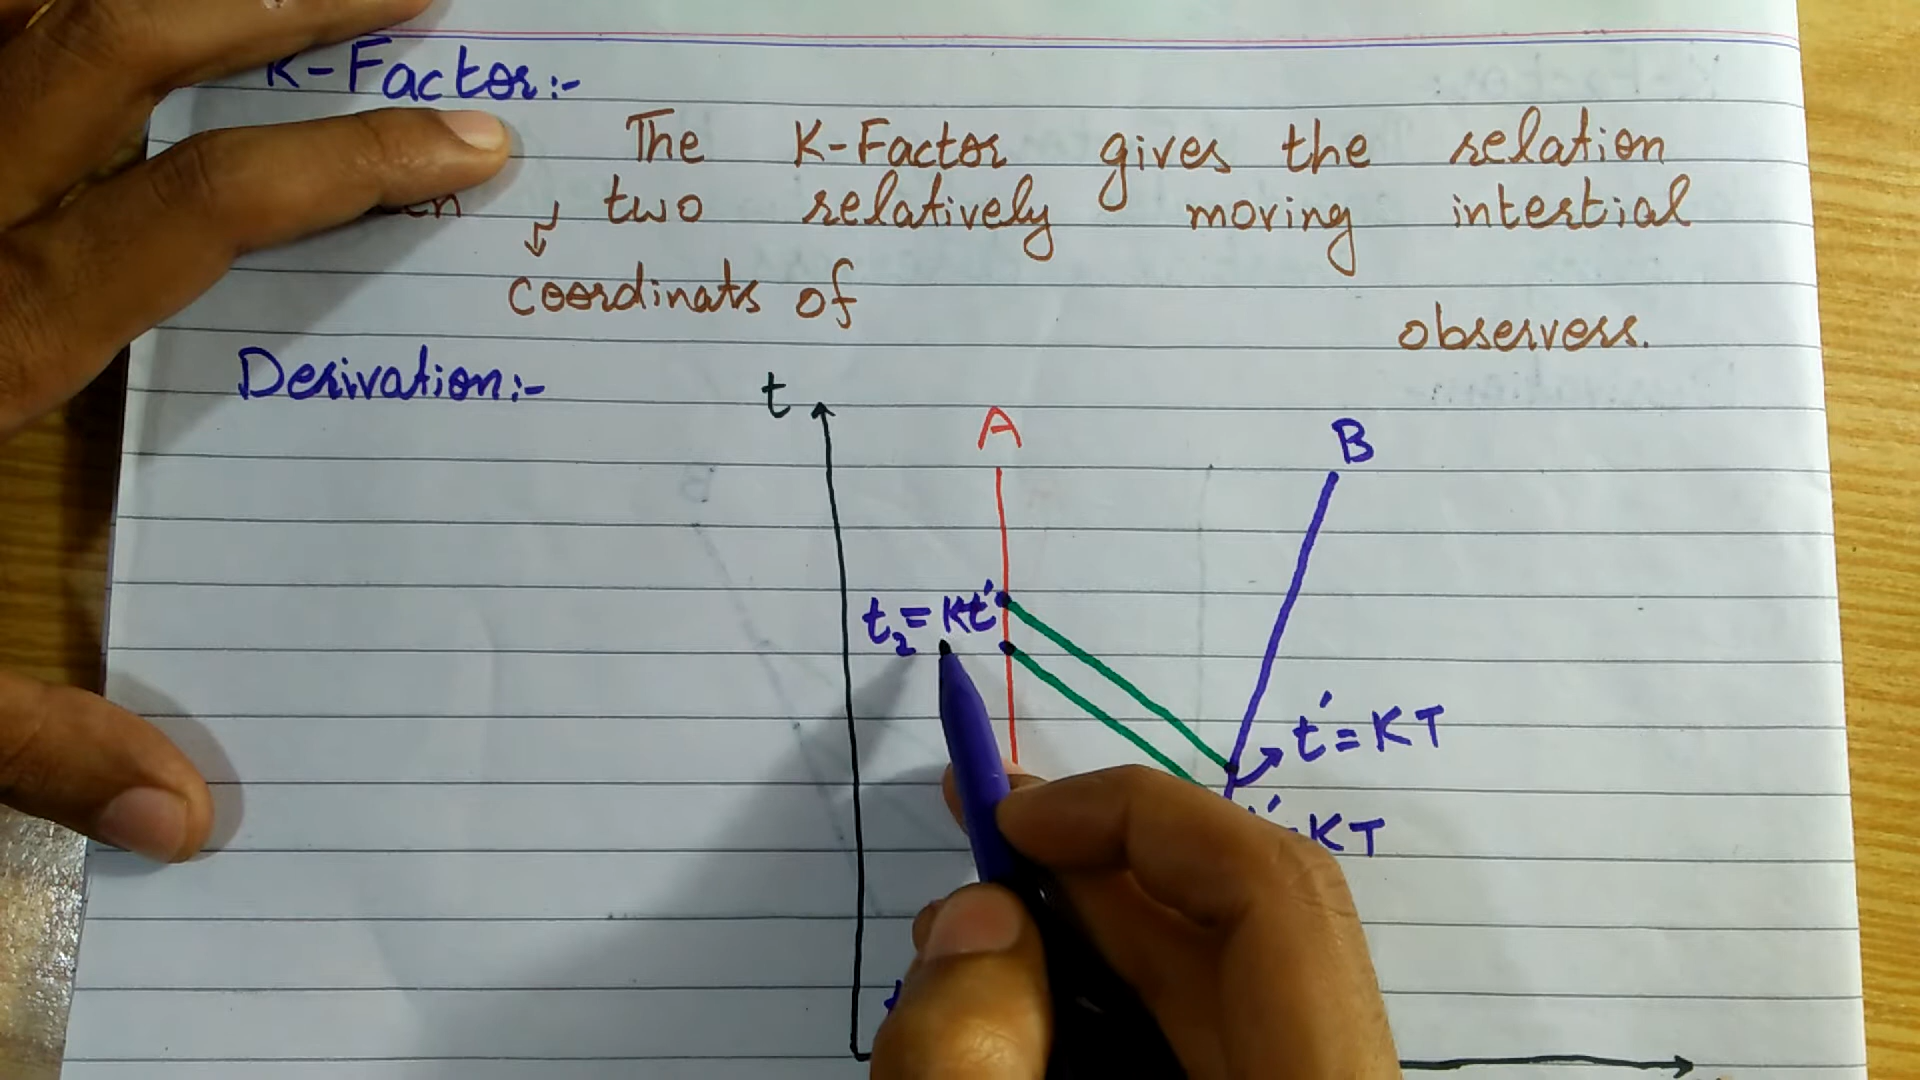 K-Factor:-
The K-Factor gives the relation
two relatively moving intertial
coordinats of
observers.
Derivation:-
t
A
B
t₂ = Kt′
t′ = KT
KT